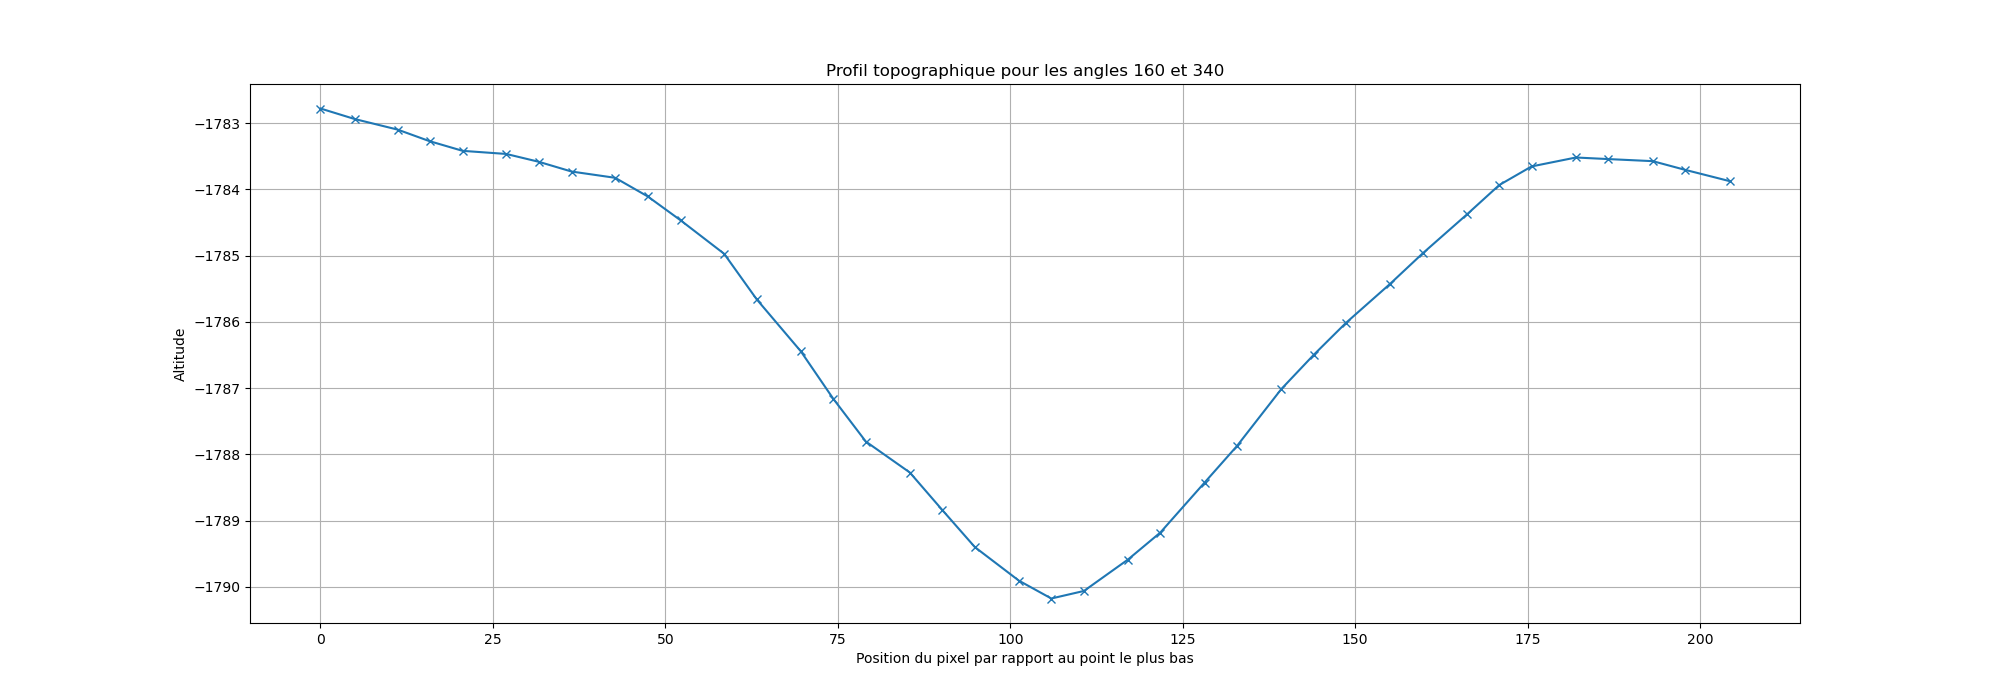 Profil topographique pour les angles 160 et 340
Altitude
−1783
−1784
−1785
−1786
−1787
−1788
−1789
−1790
0 25 50 75 100 125 150 175 200
Position du pixel par rapport au point le plus bas